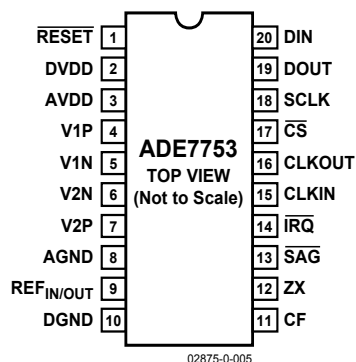 RESET 1
DVDD 2
AVDD 3
V1P 4
V1N 5
V2N 6
V2P 7
AGND 8
REFIN/OUT 9
DGND 10
ADE7753
TOP VIEW
(Not to Scale)
20 DIN
19 DOUT
18 SCLK
17 CS
16 CLKOUT
15 CLKIN
14 IRQ
13 SAG
12 ZX
11 CF
02875-0-005